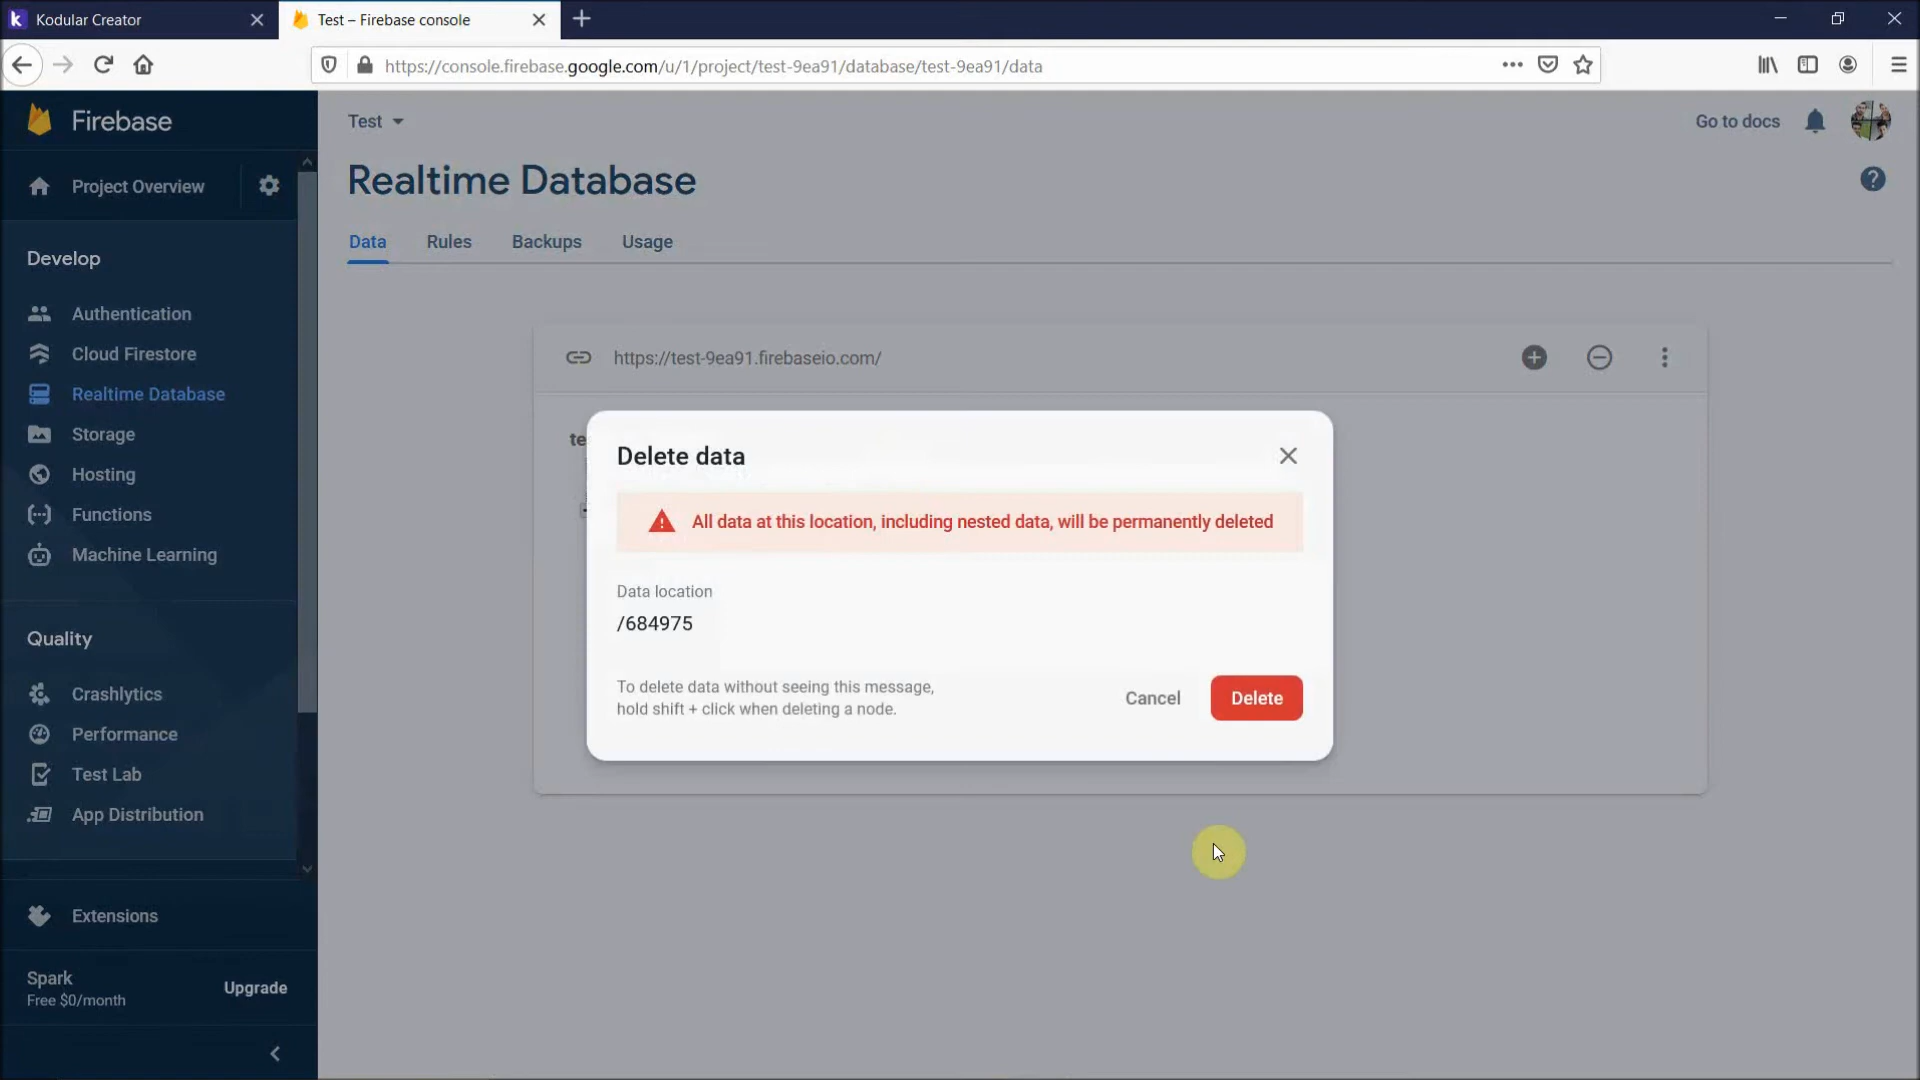 Kodular Creator
Test – Firebase console
https://console.firebase.google.com/u/1/project/test-9ea91/database/test-9ea91/data
Firebase
Test
Go to docs
Project Overview
Realtime Database
Data
Rules
Backups
Usage
Develop
Authentication
Cloud Firestore
Realtime Database
Storage
Hosting
Functions
Machine Learning
Quality
Crashlytics
Performance
Test Lab
App Distribution
Extensions
Spark
Free $0/month
Upgrade
https://test-9ea91.firebaseio.com/
te
Delete data
All data at this location, including nested data, will be permanently deleted
Data location
/684975
To delete data without seeing this message,
hold shift + click when deleting a node.
Cancel
Delete